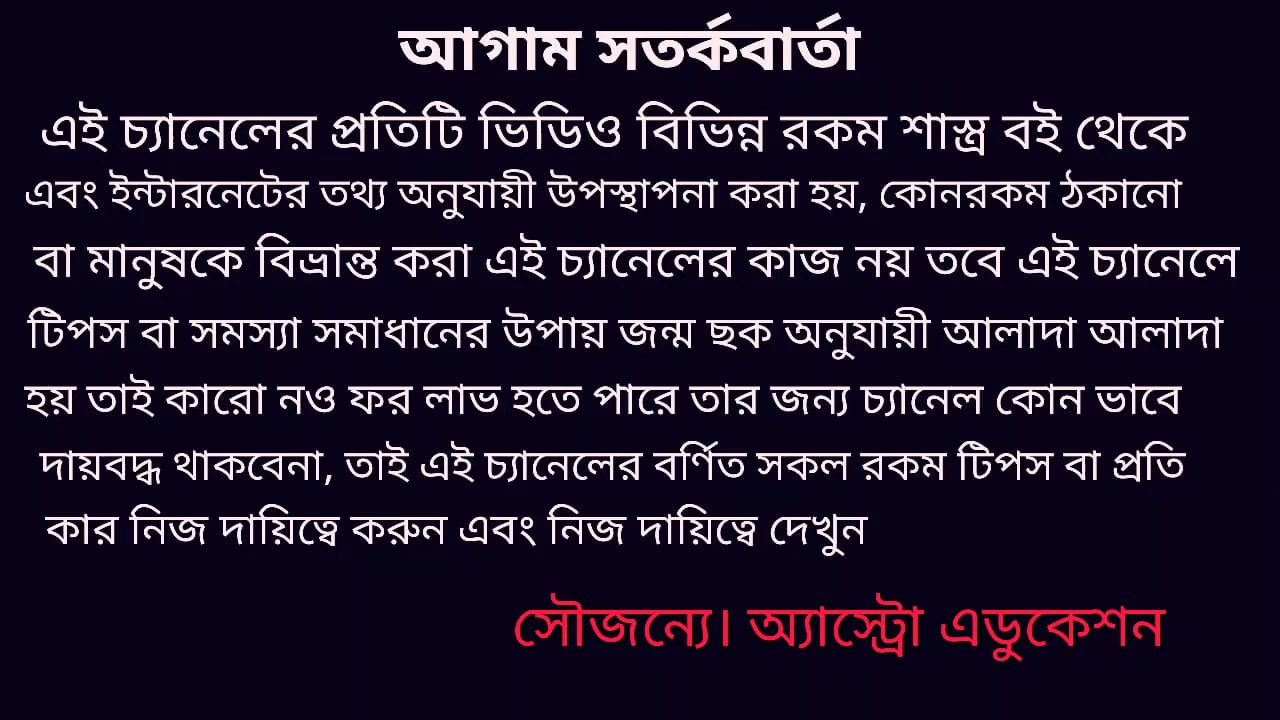 আগাম সতর্কবার্তা
এই চ্যানেলের প্রতিটি ভিডিও বিভিন্ন রকম শাস্ত্র বই থেকে
এবং ইন্টারনেটের তথ্য অনুযায়ী উপস্থাপনা করা হয়, কোনরকম ঠকানো
বা মানুষকে বিভ্রান্ত করা এই চ্যানেলের কাজ নয় তবে এই চ্যানেলে
টিপস বা সমস্যা সমাধানের উপায় জন্ম ছক অনুযায়ী আলাদা আলাদা
হয় তাই কারো নও ফর লাভ হতে পারে তার জন্য চ্যানেল কোন ভাবে
দায়বদ্ধ থাকবেনা, তাই এই চ্যানেলের বর্ণিত সকল রকম টিপস বা প্রতি
কার নিজ দায়িত্বে করুন এবং নিজ দায়িত্বে দেখুন
সৌজন্যে। অ্যাস্ট্রো এডুকেশন